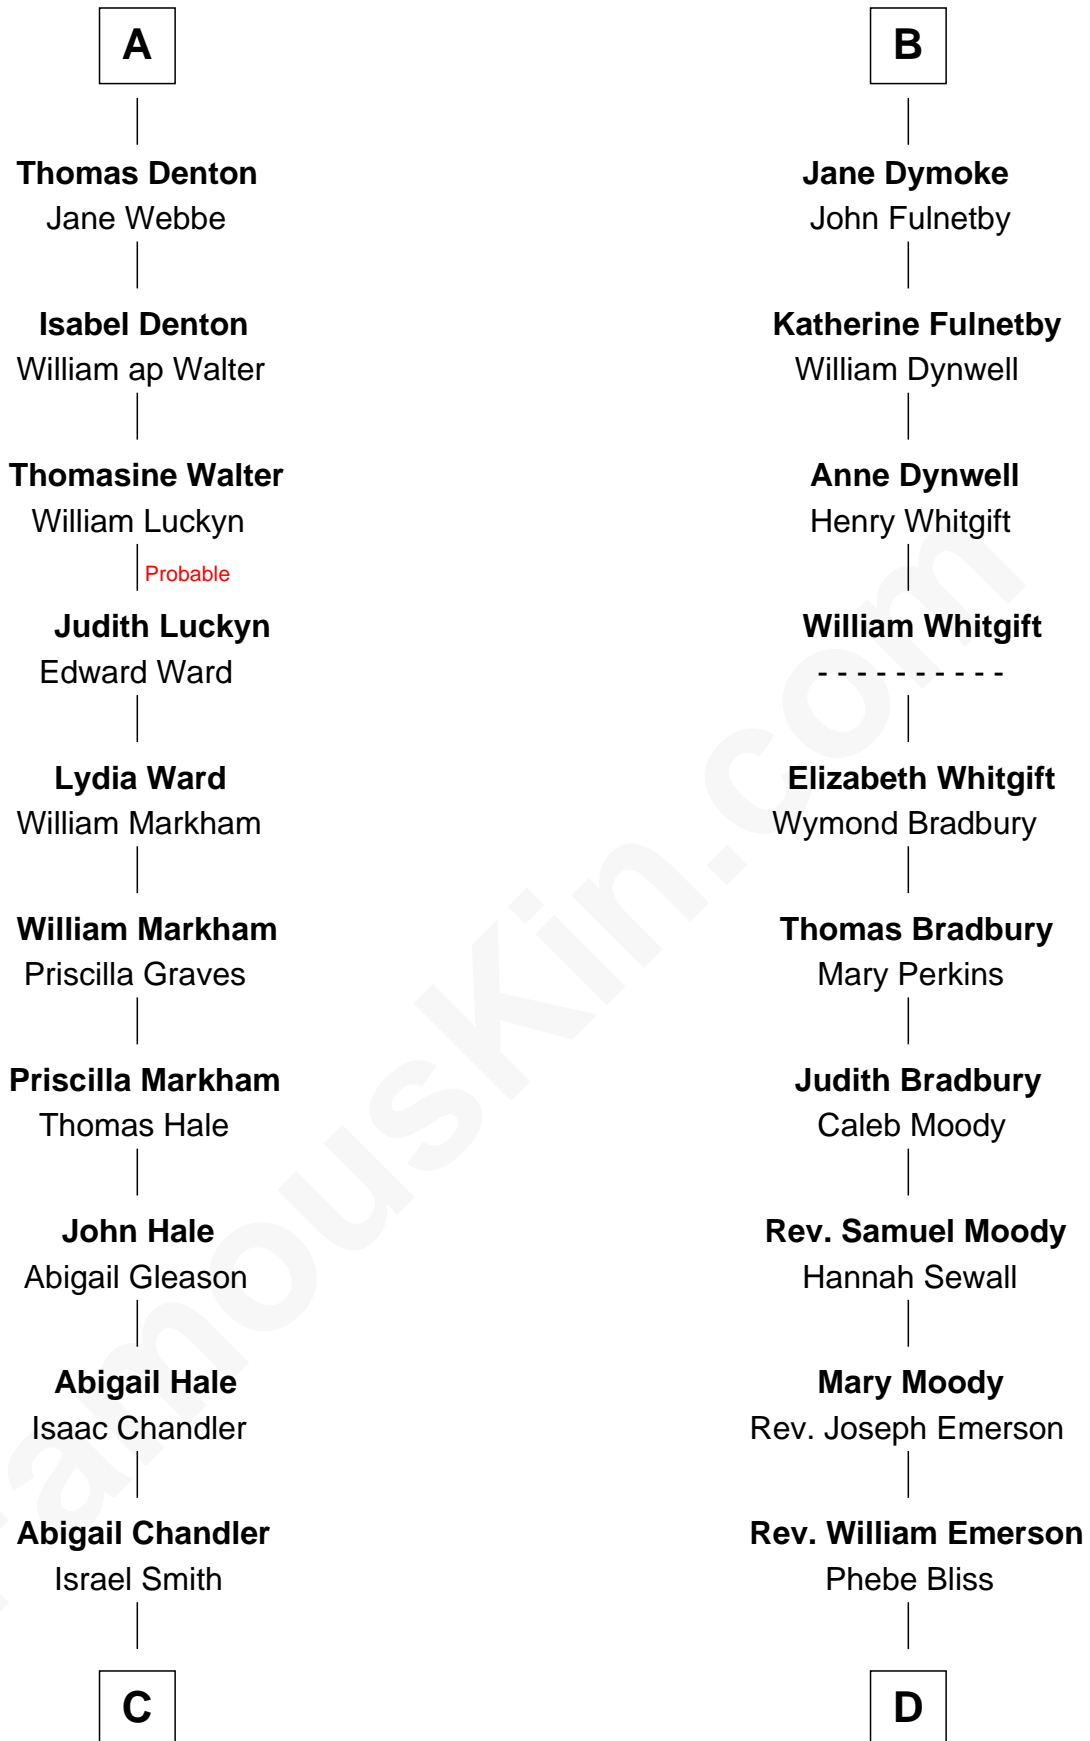 A
Thomas Denton
Jane Webbe
Isabel Denton
William ap Walter
Thomasine Walter
William Luckyn
Probable
Judith Luckyn
Edward Ward
Lydia Ward
William Markham
William Markham
Priscilla Graves
Priscilla Markham
Thomas Hale
John Hale
Abigail Gleason
Abigail Hale
Isaac Chandler
Abigail Chandler
Israel Smith
C
B
Jane Dymoke
John Fulnetby
Katherine Fulnetby
William Dynwell
Anne Dynwell
Henry Whitgift
William Whitgift
- - - - - - - - - -
Elizabeth Whitgift
Wymond Bradbury
Thomas Bradbury
Mary Perkins
Judith Bradbury
Caleb Moody
Rev. Samuel Moody
Hannah Sewall
Mary Moody
Rev. Joseph Emerson
Rev. William Emerson
Phebe Bliss
D
FamousKin.com